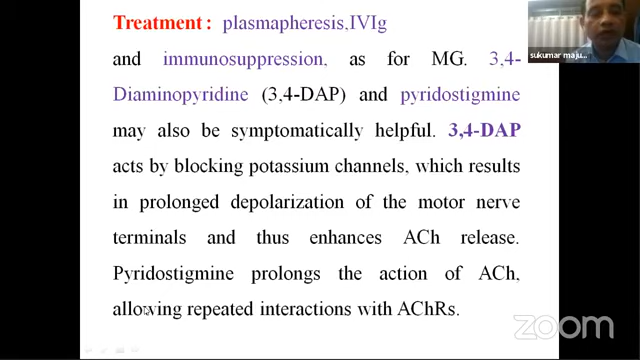 Treatment: plasmapheresis,IVIg
and immunosuppression, as for MG. 3,4-
Diaminopyridine (3,4-DAP) and pyridostigmine
may also be symptomatically helpful. 3,4-DAP
acts by blocking potassium channels, which results
in prolonged depolarization of the motor nerve
terminals and thus enhances ACh release.
Pyridostigmine prolongs the action of ACh,
allowing repeated interactions with AChRs.
sukumar maju...
zoom